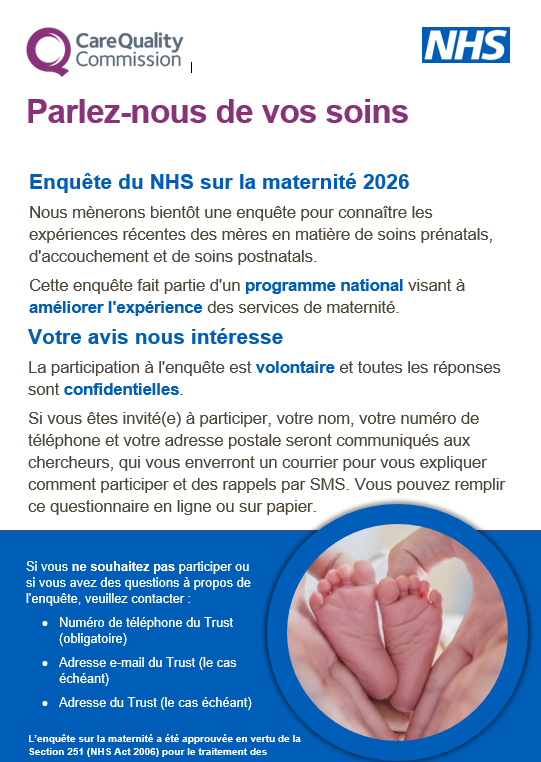 CareQuality
Commission
NHS
Parlez-nous de vos soins
Enquête du NHS sur la maternité 2026
Nous mènerons bientôt une enquête pour connaître les
expériences récentes des mères en matière de soins prénatals,
d'accouchement et de soins postnatals.
Cette enquête fait partie d'un programme national visant à
améliorer l'expérience des services de maternité.
Votre avis nous intéresse
La participation à l'enquête est volontaire et toutes les réponses
sont confidentielles.
Si vous êtes invité(e) à participer, votre nom, votre numéro de
téléphone et votre adresse postale seront communiqués aux
chercheurs, qui vous enverront un courrier pour vous expliquer
comment participer et des rappels par SMS. Vous pouvez remplir
ce questionnaire en ligne ou sur papier.
Si vous ne souhaitez pas participer ou
si vous avez des questions à propos de
l'enquête, veuillez contacter :
• Numéro de téléphone du Trust
(obligatoire)
• Adresse e-mail du Trust (le cas
échéant)
• Adresse du Trust (le cas échéant)
L'enquête sur la maternité a été approuvée en vertu de la
Section 251 (NHS Act 2006) pour le traitement des